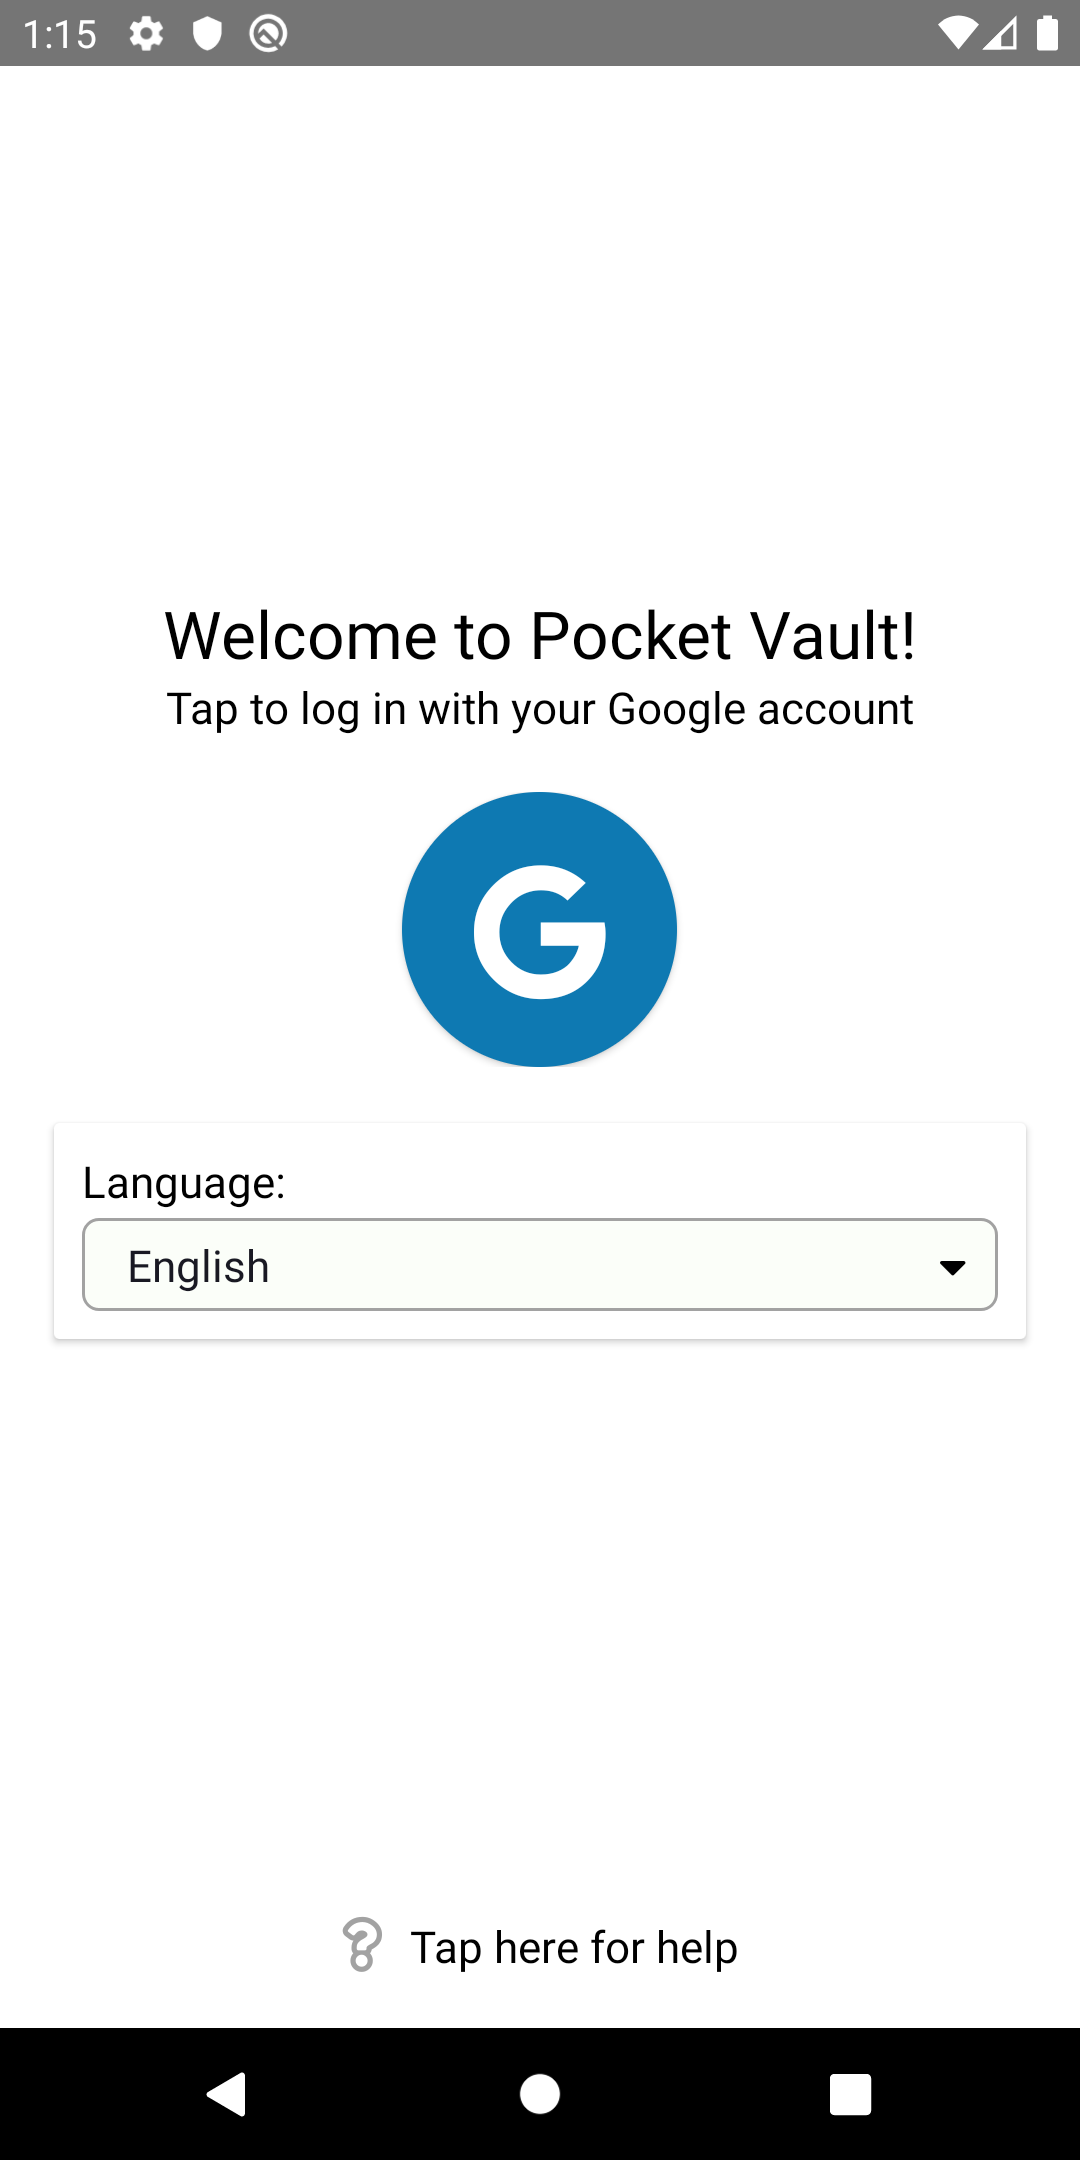 1:15
Welcome to Pocket Vault!
Tap to log in with your Google account
G
Language:
English
Tap here for help